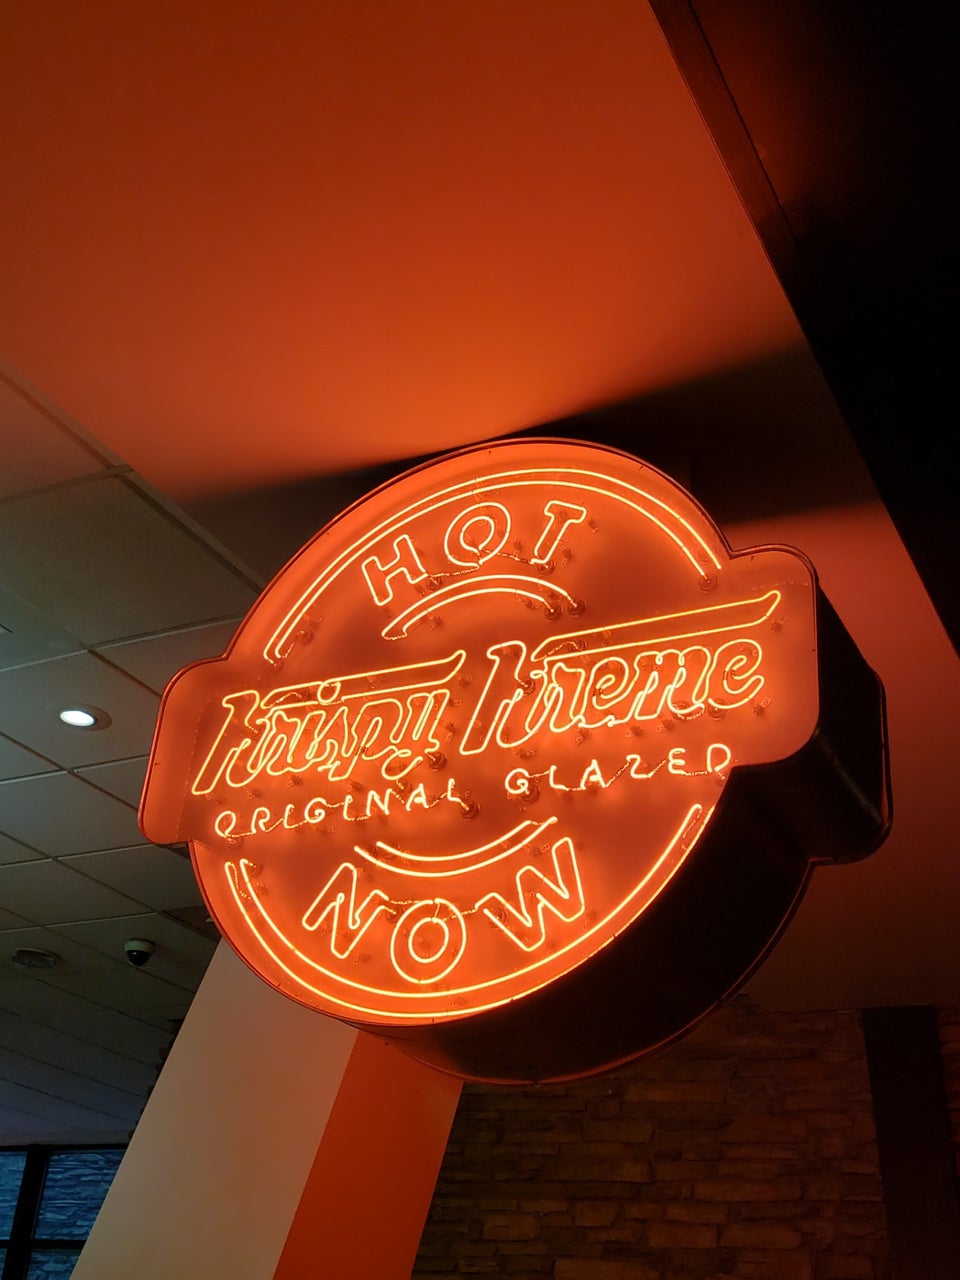 HOT
Krispy Kreme
ORIGINAL GLAZED
NOW